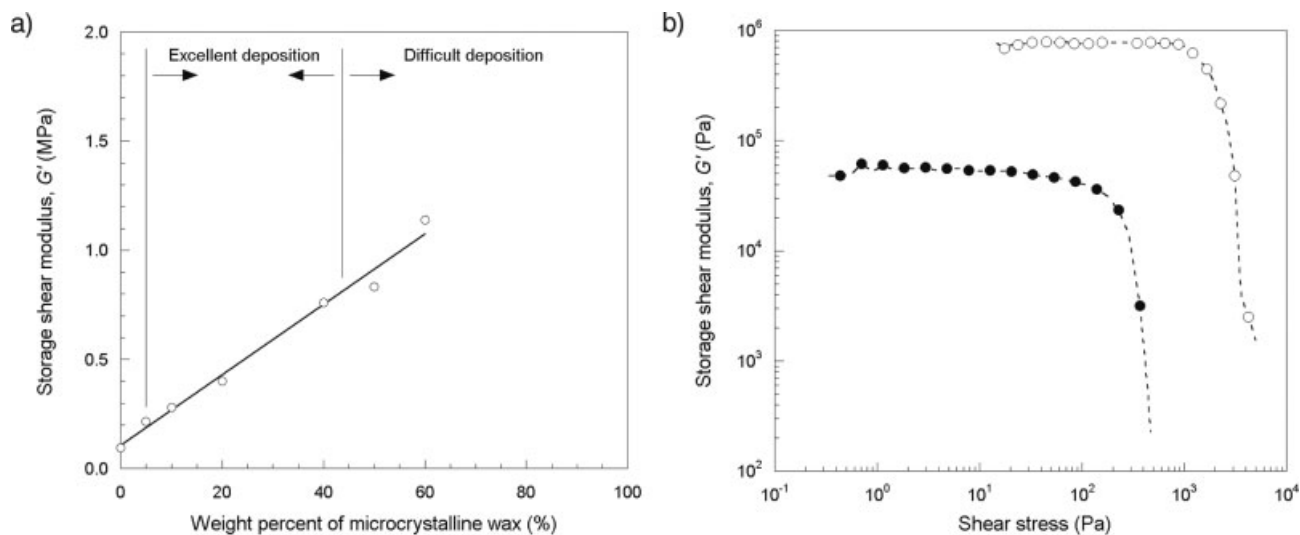 a)
Excellent deposition
Difficult deposition
2.0
1.5
1.0
0.5
0.0
Storage shear modulus, G' (MPa)
0 20 40 60 80 100
Weight percent of microcrystalline wax (%)
b)
10⁶
10⁵
10⁴
10³
10²
Storage shear modulus, G' (Pa)
10⁻¹ 10⁰ 10¹ 10² 10³ 10⁴
Shear stress (Pa)